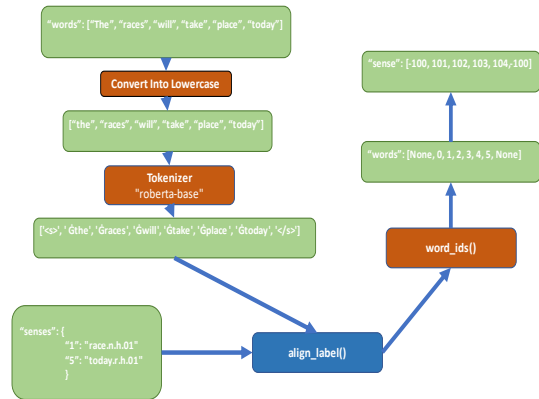 "words": ["The", "races", "will", "take", "place", "today"]
Convert Into Lowercase
["the", "races", "will", "take", "place", "today"]
Tokenizer
"roberta-base"
['<s>', 'Ġthe', 'Ġraces', 'Ġwill', 'Ġtake', 'Ġplace', 'Ġtoday', '</s>']
"senses": {
"1": "race.n.h.01"
"5": "today.r.h.01"
}
align_label()
word_ids()
"words": [None, 0, 1, 2, 3, 4, 5, None]
"sense": [-100, 101, 102, 103, 104,-100]